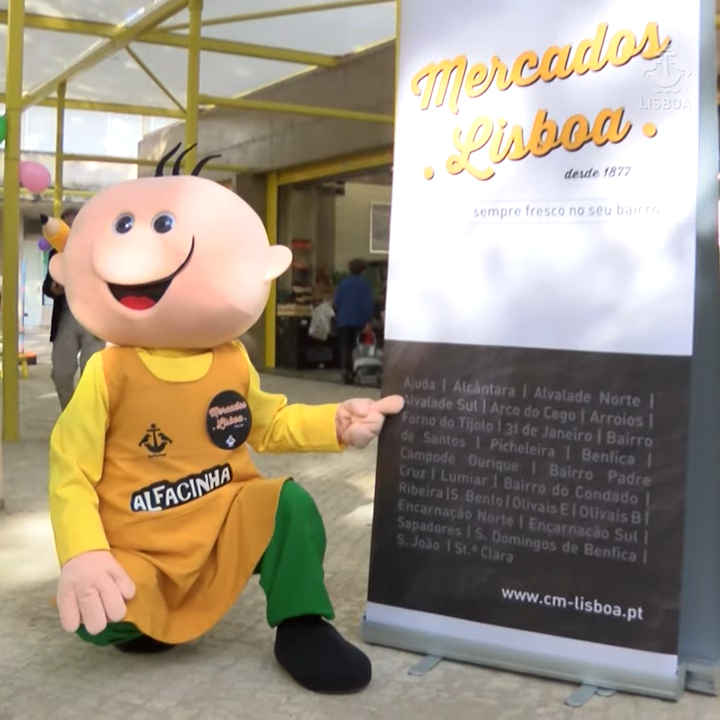 Mercados
Lisboa
desde 1877
sempre fresco no seu bairro
LISBOA
Ajuda | Alcântara | Alvalade Norte |
Alvalade Sul | Arco do Cego | Arroios |
Forno do Tijolo | 31 de Janeiro | Bairro
de Santos | Picheleira | Benfica |
Campo de Ourique | Bairro Padre
Cruz | Lumiar | Bairro do Condado |
Ribeira |S. Bento | Olivais E | Olivais B |
Encarnação Norte | Encarnação Sul |
Sapadores | S. Domingos de Benfica |
S. João | St.ª Clara
www.cm-lisboa.pt
Mercados
Lisboa
ALFACINHA